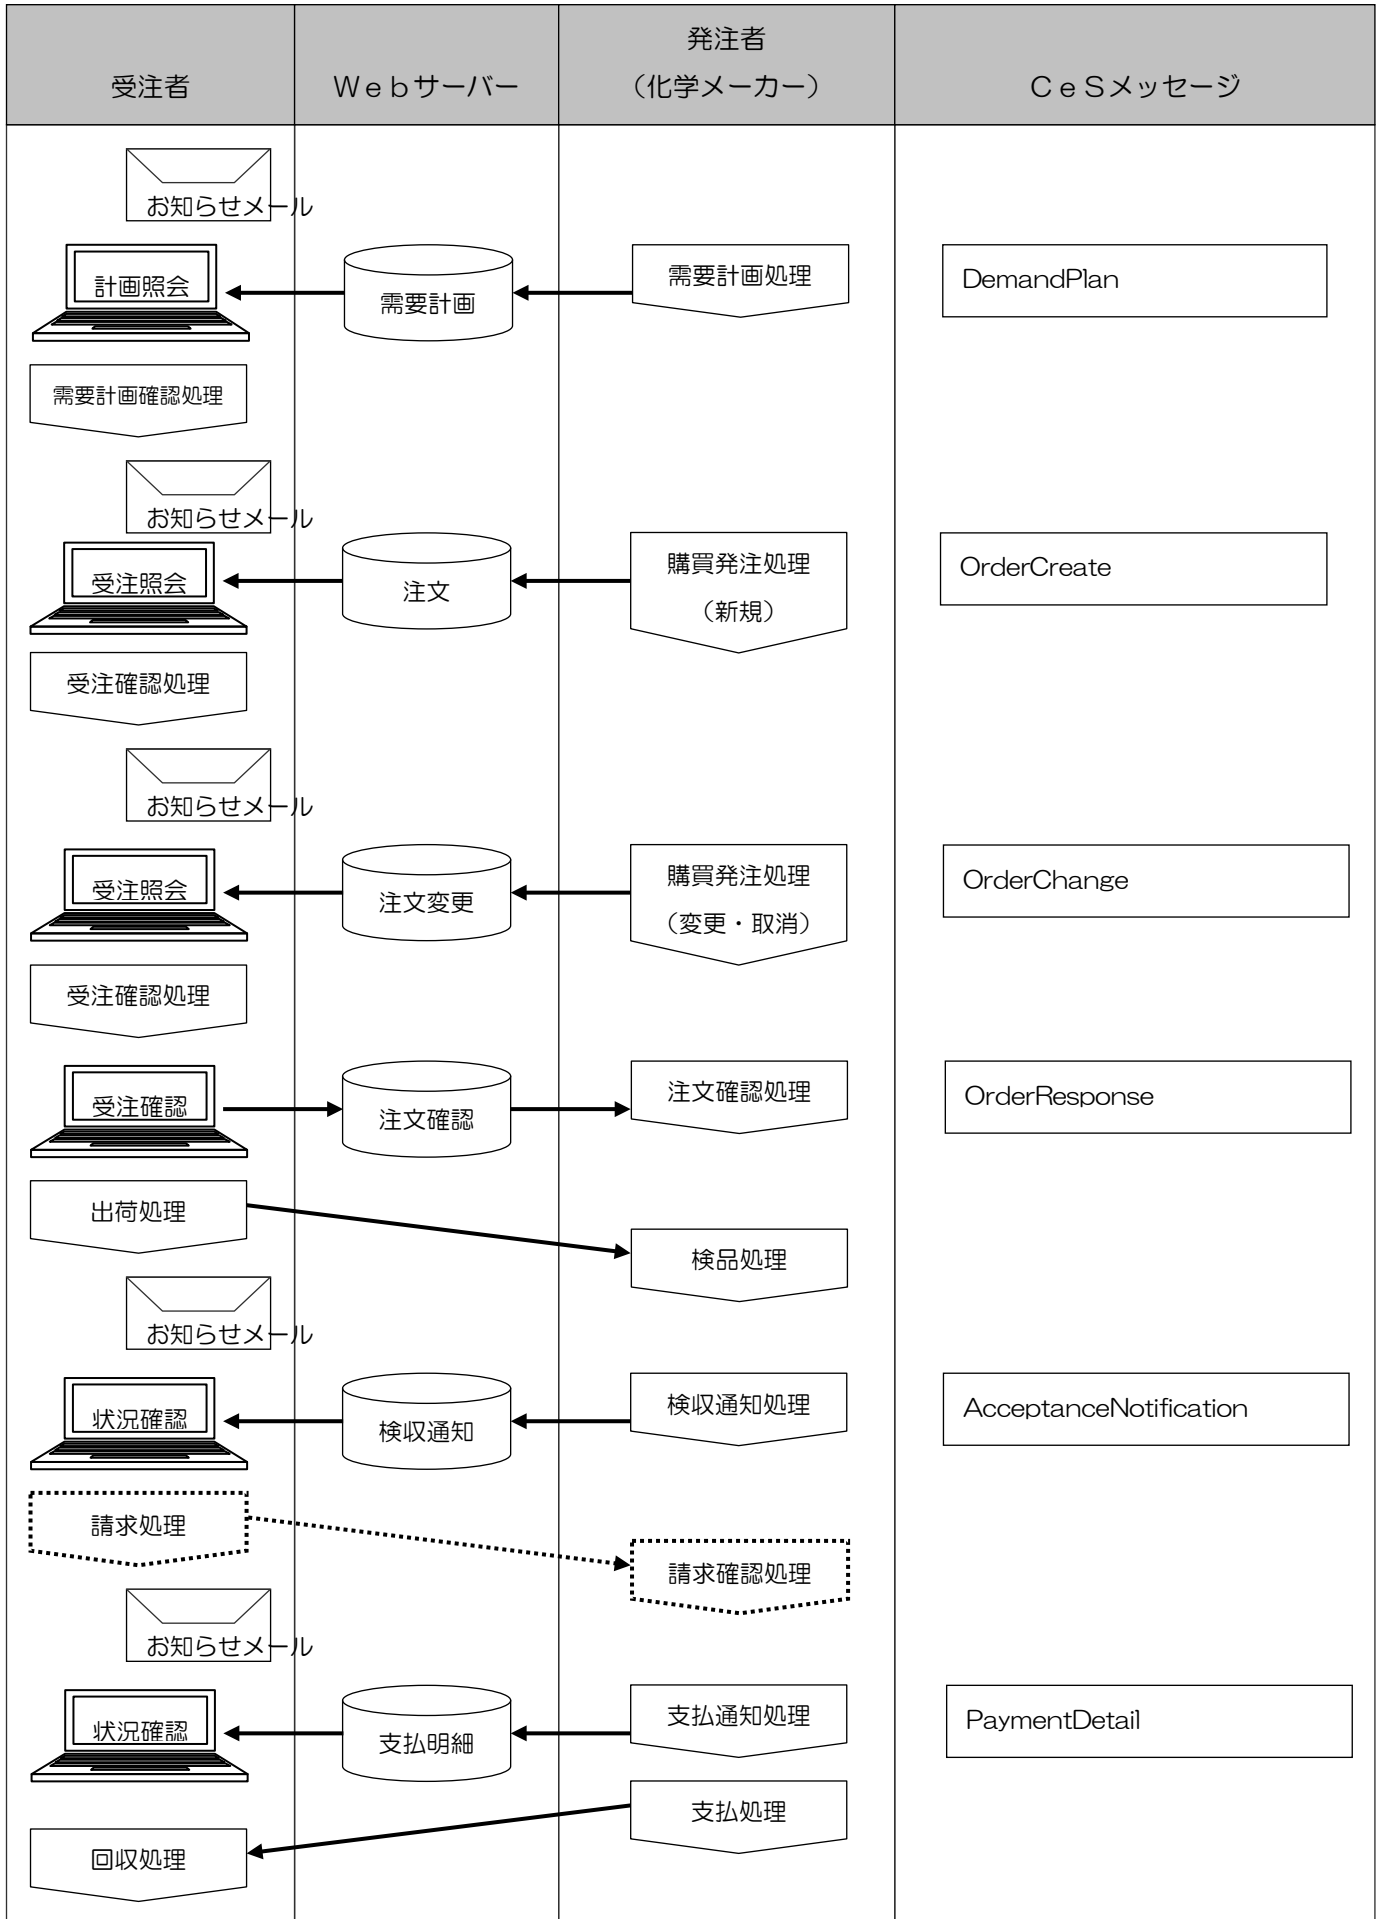 受注者
Ｗｅｂサーバー
発注者
（化学メーカー）
ＣｅＳメッセージ
お知らせメール
計画照会
需要計画
需要計画処理
DemandPlan
需要計画確認処理
お知らせメール
受注照会
注文
購買発注処理
（新規）
OrderCreate
受注確認処理
お知らせメール
受注照会
注文変更
購買発注処理
（変更・取消）
OrderChange
受注確認処理
受注確認
注文確認
注文確認処理
OrderResponse
出荷処理
検品処理
お知らせメール
状況確認
検収通知
検収通知処理
AcceptanceNotification
請求処理
請求確認処理
お知らせメール
状況確認
支払明細
支払通知処理
PaymentDetail
支払処理
回収処理